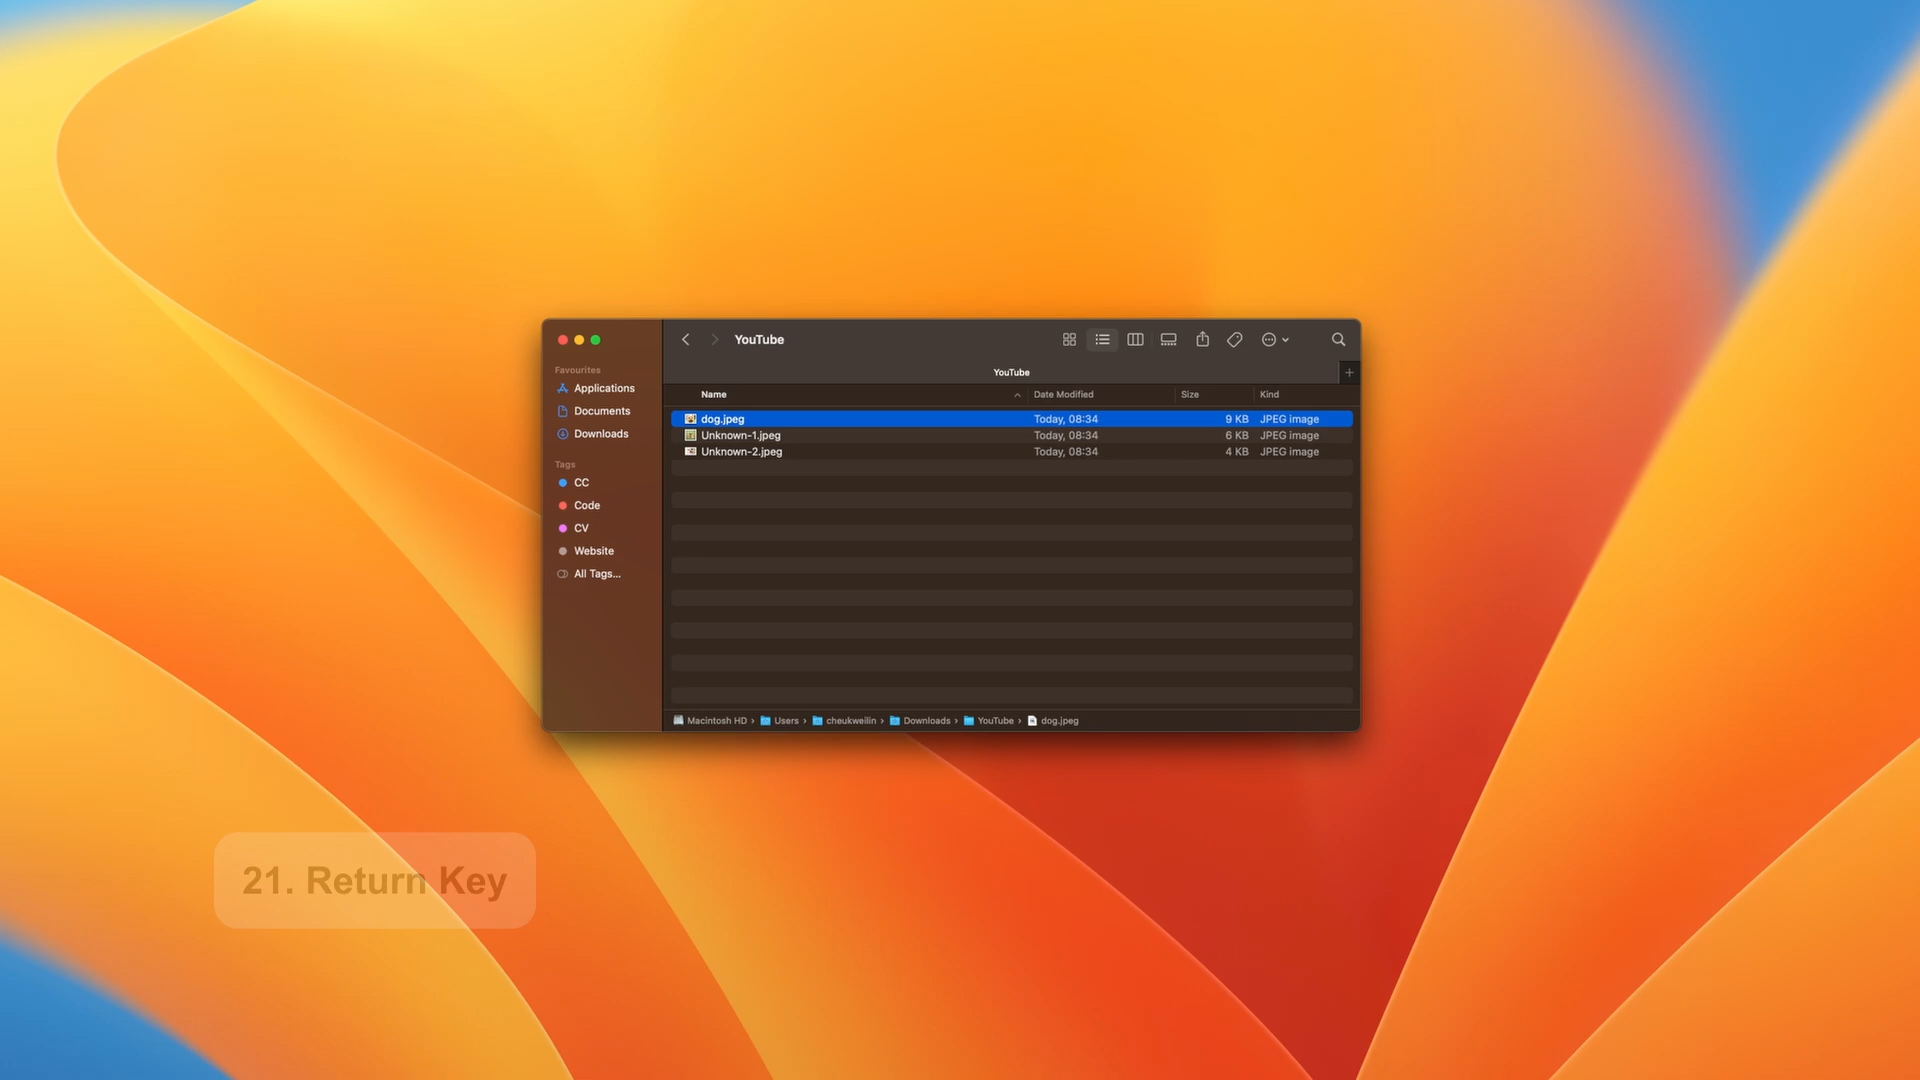 YouTube
Favourites
Applications
Documents
Downloads
Tags
CC
Code
CV
Website
All Tags...
YouTube
Name Date Modified Size Kind
dog.jpeg Today, 08:34 9 KB JPEG image
Unknown-1.jpeg Today, 08:34 6 KB JPEG image
Unknown-2.jpeg Today, 08:34 4 KB JPEG image
Macintosh HD › Users › cheukweilin › Downloads › YouTube › dog.jpeg
21. Return Key